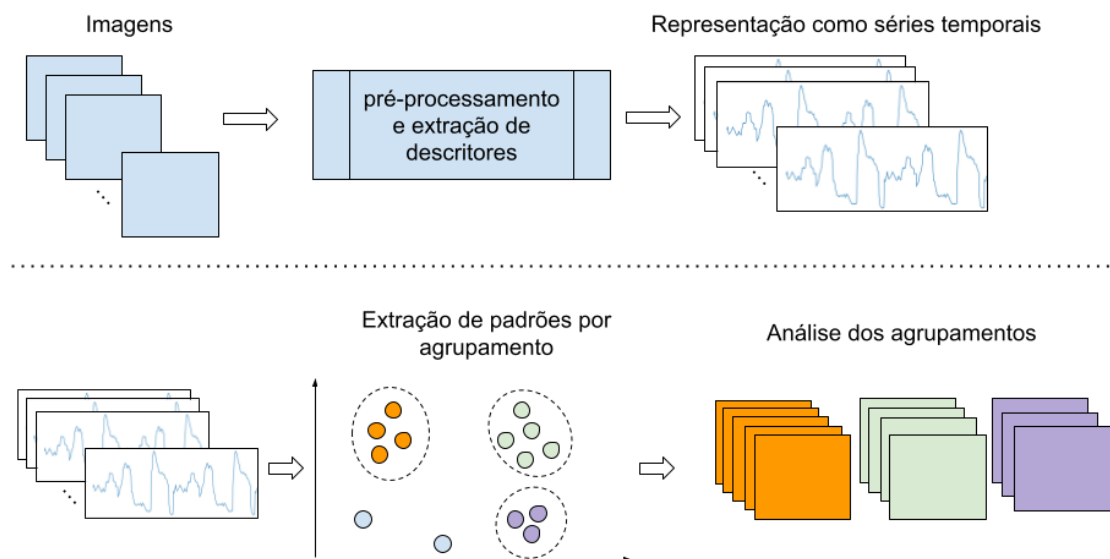 Imagens
Representação como séries temporais
pré-processamento
e extração de
descritores
Extração de padrões por
agrupamento
Análise dos agrupamentos